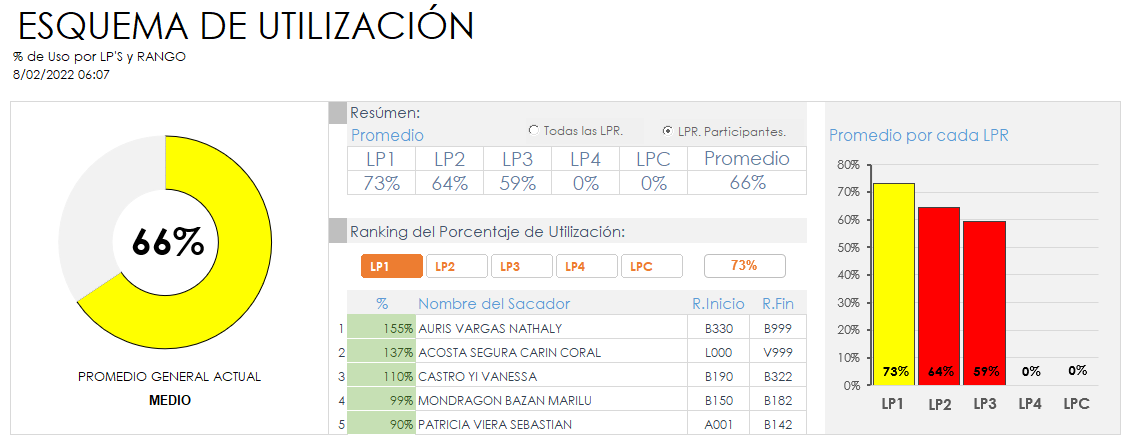 ESQUEMA DE UTILIZACIÓN
% de Uso por LP'S y RANGO
8/02/2022 06:07
66%
PROMEDIO GENERAL ACTUAL
MEDIO
Resúmen:
Promedio
Todas las LPR.
LPR. Participantes.
LP1 LP2 LP3 LP4 LPC Promedio
73% 64% 59% 0% 0% 66%
Ranking del Porcentaje de Utilización:
LP1 LP2 LP3 LP4 LPC 73%
% Nombre del Sacador R.Inicio R.Fin
1 155% AURIS VARGAS NATHALY B330 B999
2 137% ACOSTA SEGURA CARIN CORAL L000 V999
3 110% CASTRO YI VANESSA B190 B322
4 99% MONDRAGON BAZAN MARILU B150 B182
5 90% PATRICIA VIERA SEBASTIAN A001 B142
Promedio por cada LPR
80%
70%
60%
50%
40%
30%
20%
10%
0%
73% 64% 59% 0% 0%
LP1 LP2 LP3 LP4 LPC